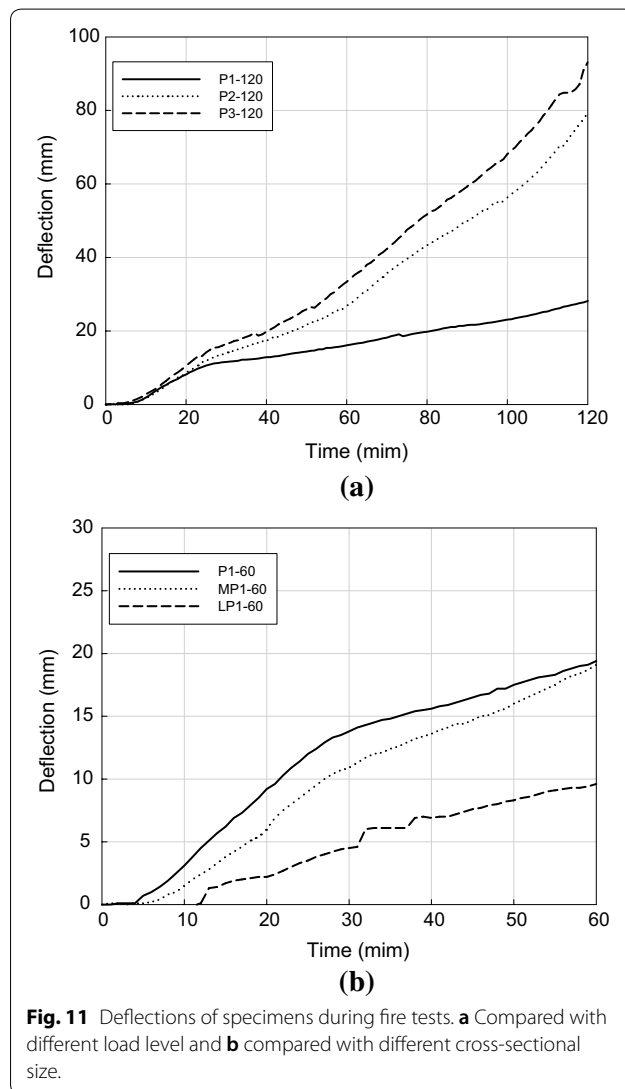 100
80
60
40
20
0
Deflection (mm)
P1-120
P2-120
P3-120
0 20 40 60 80 100 120
Time (mim)
(a)
30
25
20
15
10
5
0
Deflection (mm)
P1-60
MP1-60
LP1-60
0 10 20 30 40 50 60
Time (mim)
(b)
Fig. 11 Deflections of specimens during fire tests. a Compared with
different load level and b compared with different cross-sectional
size.